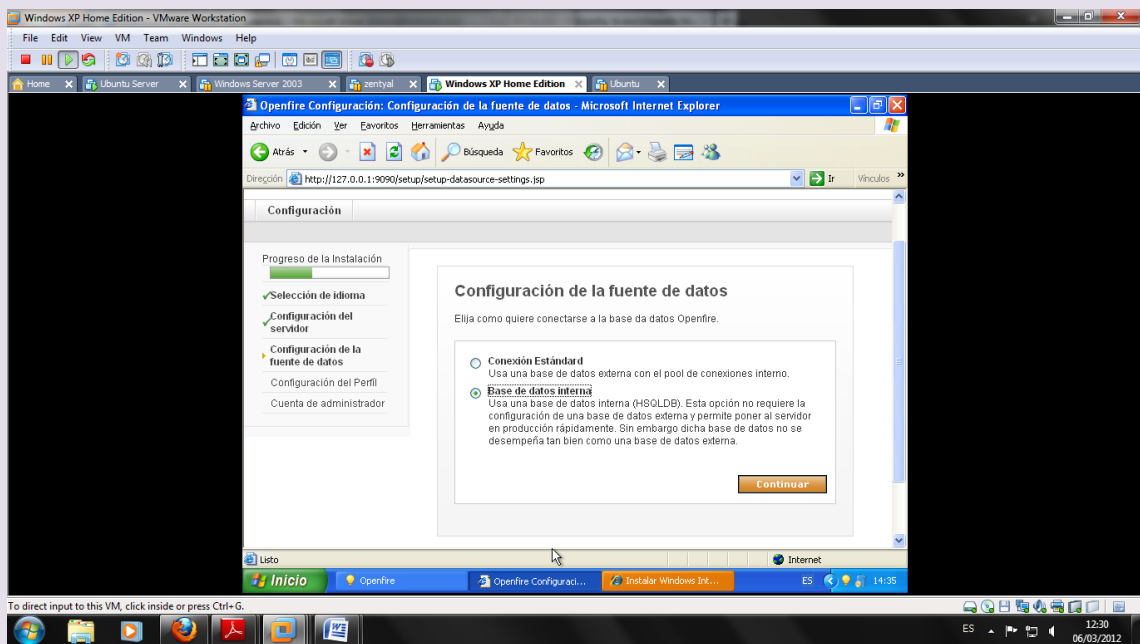 Windows XP Home Edition - VMware Workstation
File Edit View VM Team Windows Help
Home Ubuntu Server Windows Server 2003 zentyal Windows XP Home Edition Ubuntu
Openfire Configuración: Configuración de la fuente de datos - Microsoft Internet Explorer
Archivo Edición Ver Favoritos Herramientas Ayuda
Atrás Búsqueda Favoritos
Dirección http://127.0.0.1:9090/setup/setup-datasource-settings.jsp Ir Vínculos »
Configuración
Progreso de la Instalación
Selección de idioma
Configuración del
servidor
Configuración de la
fuente de datos
Configuración del Perfil
Cuenta de administrador
Configuración de la fuente de datos
Elija como quiere conectarse a la base da datos Openfire.
Conexión Estándard
Usa una base de datos externa con el pool de conexiones interno.
Base de datos interna
Usa una base de datos interna (HSQLDB). Esta opción no requiere la
configuración de una base de datos externa y permite poner al servidor
en producción rápidamente. Sin embargo dicha base de datos no se
desempeña tan bien como una base de datos externa.
Continuar
Listo Internet
Inicio Openfire Openfire Configuraci... Instalar Windows Int... ES 14:35
To direct input to this VM, click inside or press Ctrl+G.
ES 12:30
06/03/2012